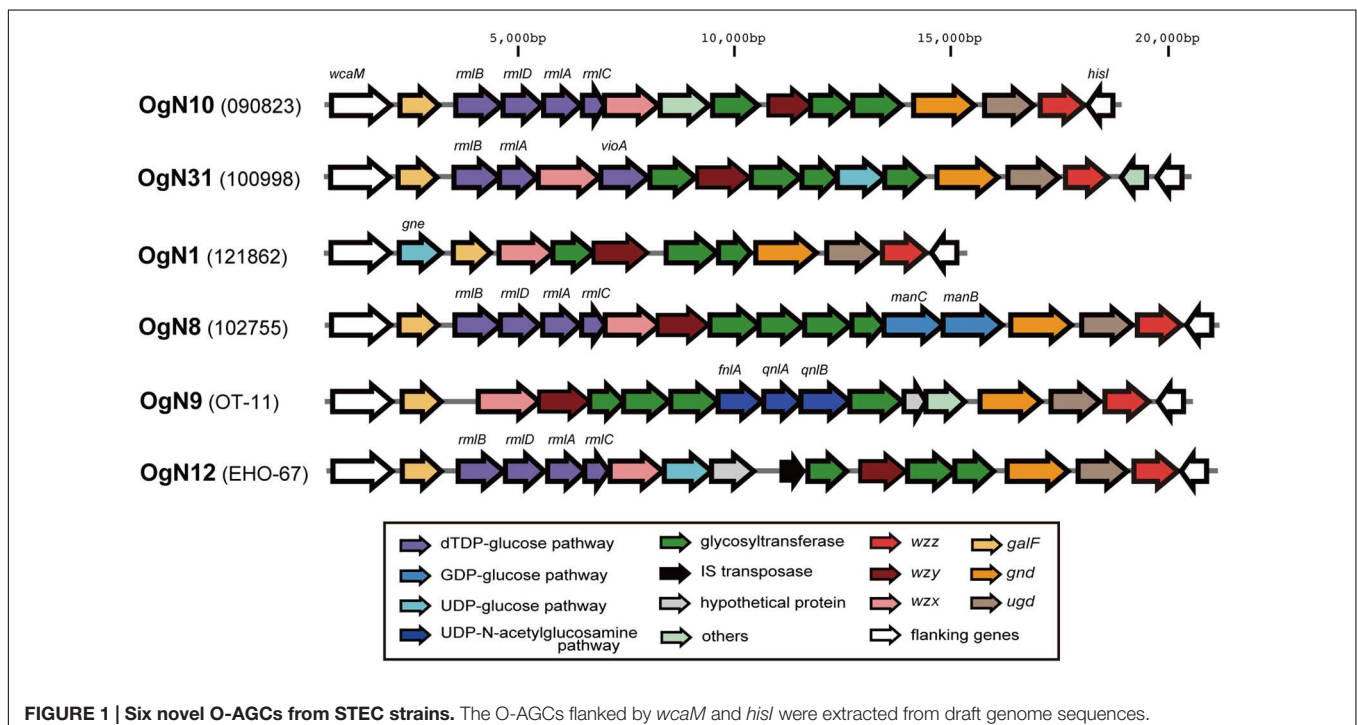 5,000bp 10,000bp 15,000bp 20,000bp
wcaM rmlB rmlD rmlA rmlC hisI
OgN10 (090823)
rmlB rmlA vioA
OgN31 (100998)
gne
OgN1 (121862)
rmlB rmlD rmlA rmlC manC manB
OgN8 (102755)
fnlA qnlA qnlB
OgN9 (OT-11)
rmlB rmlD rmlA rmlC
OgN12 (EHO-67)
dTDP-glucose pathway glycosyltransferase wzz galF
GDP-glucose pathway IS transposase wzy gnd
UDP-glucose pathway hypothetical protein wzx ugd
UDP-N-acetylglucosamine others flanking genes
pathway
FIGURE 1 | Six novel O-AGCs from STEC strains. The O-AGCs flanked by wcaM and hisI were extracted from draft genome sequences.